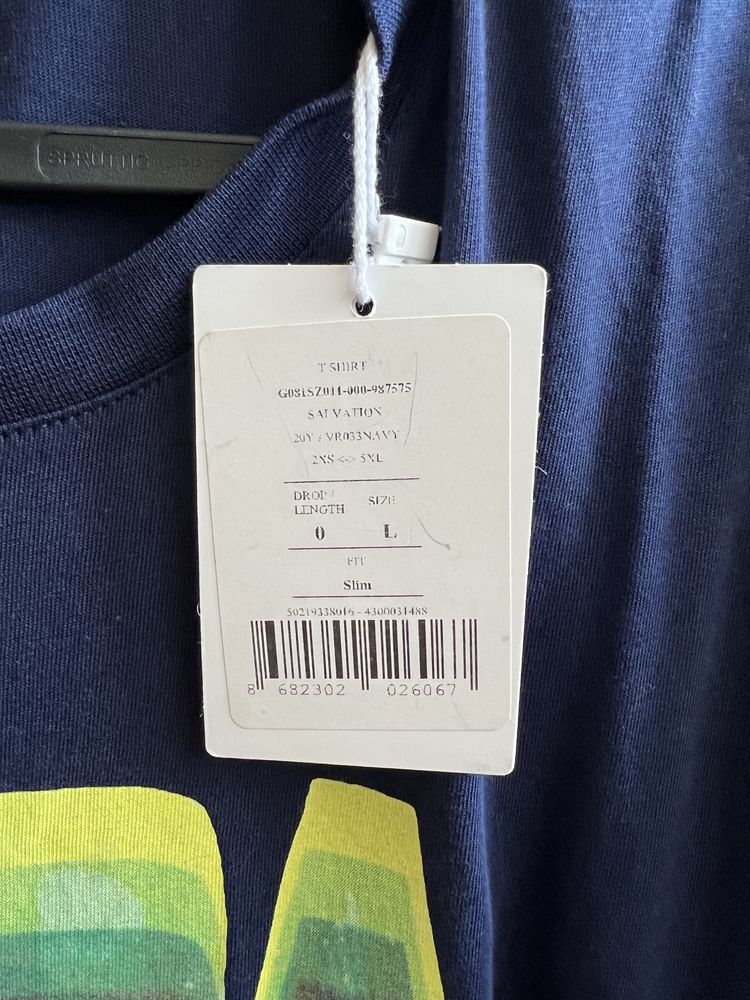 SPRUTTIG
T SHIRT
G081SZ011-000-987575
SALVATION
20Y / VR033NAVY
2XS <-> 5XL
DROP /
LENGTH
SIZE
0
L
FIT
Slim
50219338016 - 4300031488
8 682302 026067